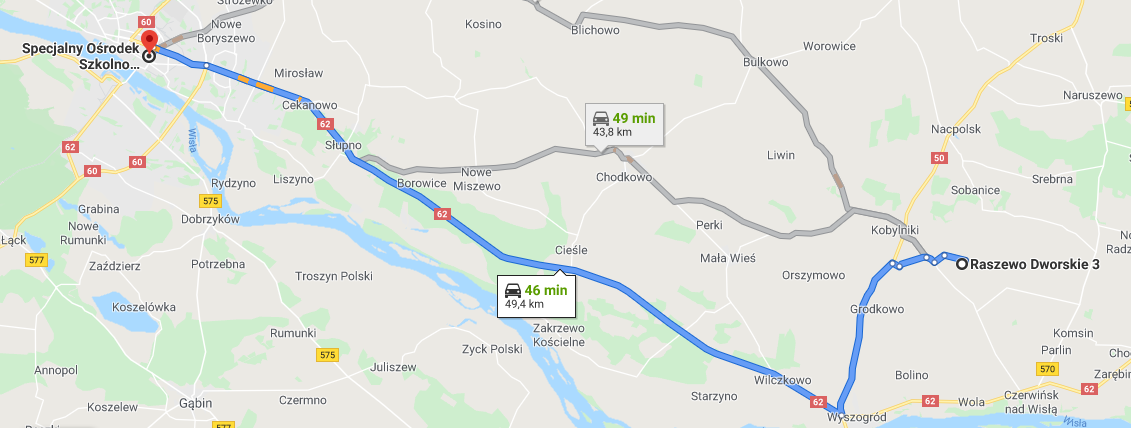 Strożewko
60
Nowe
Boryszewo
Kosino
Blichowo
Troski
Worowice
Bulkowo
Specjalny Ośrodek
Szkolno...
Mirosław
Cekanowo
Naruszewo
49 min
43,8 km
Wisła
62
Nacpolsk
62
Słupno
50
Liwin
62
60
Liszyno
Borowice
Nowe
Miszewo
Chodkowo
Srebrna
Sobanice
Rydzyno
575
Grabina
Dobrzyków
62
Nowe
Rumunki
Perki
Kobylniki
Łąck
577
Zaździerz
Potrzebna
Cieśle
Mała Wieś
Raszewo Dworskie 3
Troszyn Polski
Orszymowo
46 min
49,4 km
Koszelówka
Grodkowo
Rumunki
Zakrzewo
Kościelne
Komsin
575
Zyck Polski
Parlin
Annopol
Juliszew
Wilczkowo
Bolino
570
Koszelew
Gąbin
Czermno
Starzyno
62
Wyszogród
62
Wola
Czerwińsk
nad Wisłą
62
577